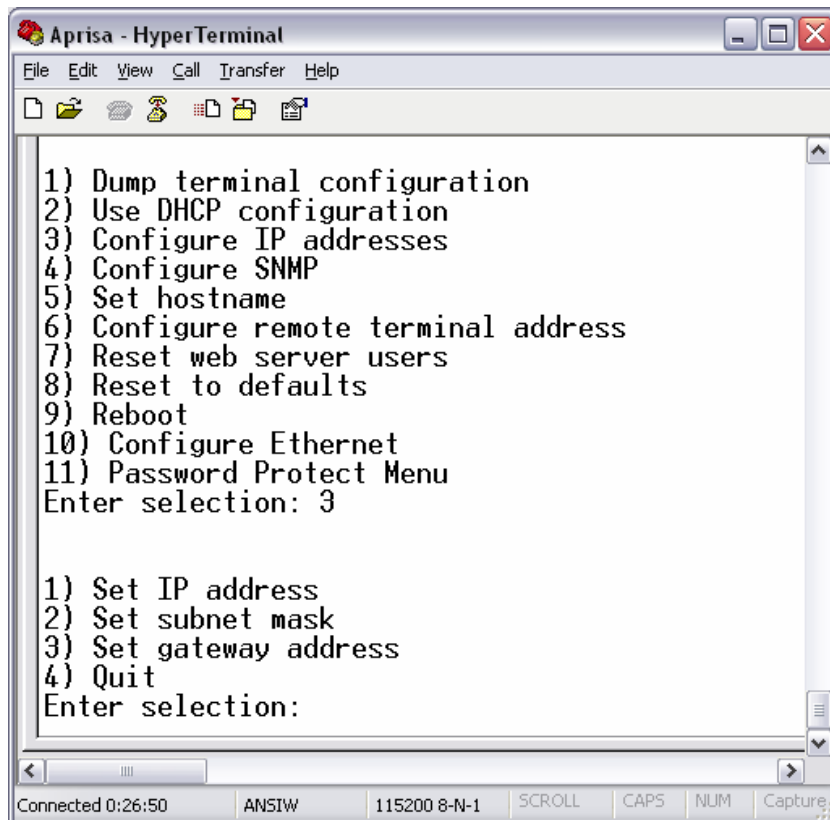 Aprisa - HyperTerminal
File Edit View Call Transfer Help
1) Dump terminal configuration
2) Use DHCP configuration
3) Configure IP addresses
4) Configure SNMP
5) Set hostname
6) Configure remote terminal address
7) Reset web server users
8) Reset to defaults
9) Reboot
10) Configure Ethernet
11) Password Protect Menu
Enter selection: 3
1) Set IP address
2) Set subnet mask
3) Set gateway address
4) Quit
Enter selection:
Connected 0:26:50 ANSIW 115200 8-N-1 SCROLL CAPS NUM Capture